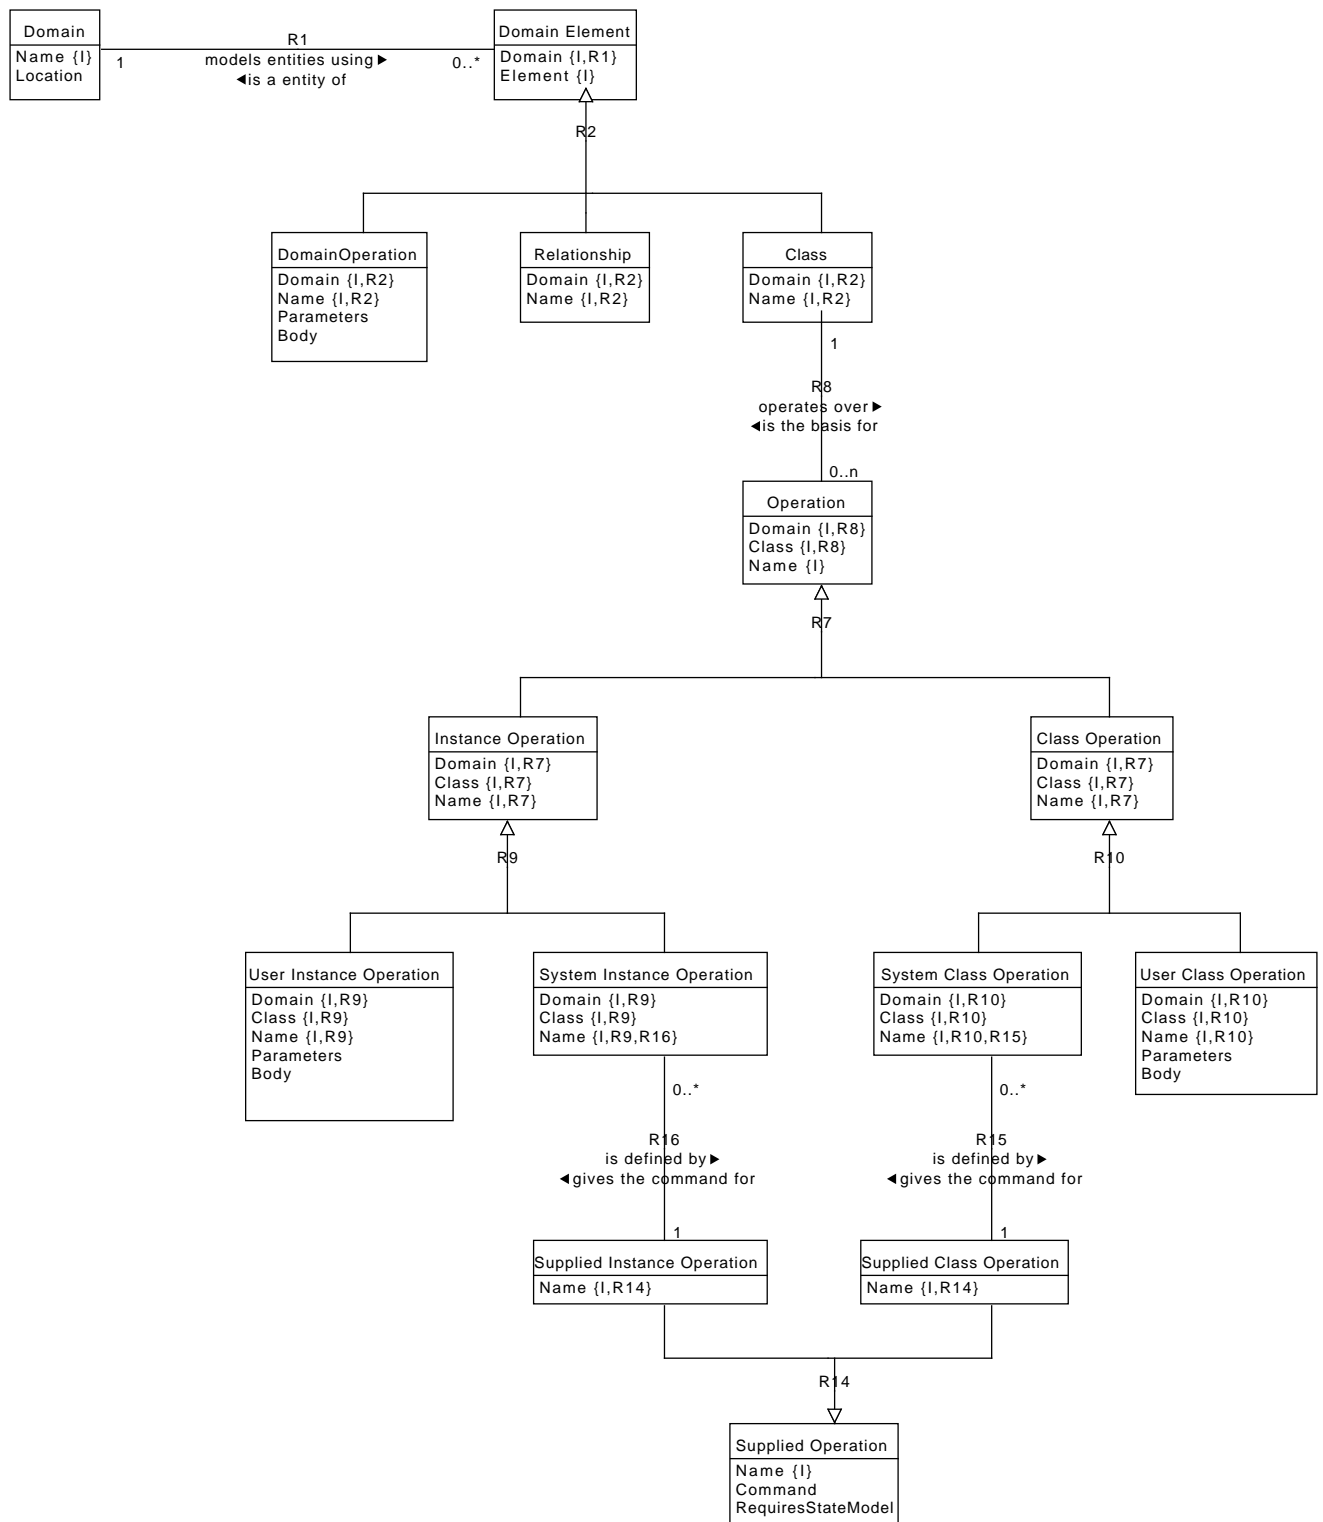 Domain
Name {I}
Location
R1
models entities using ▶
◀ is a entity of
1
0..*
Domain Element
Domain {I,R1}
Element {I}
R2
DomainOperation
Domain {I,R2}
Name {I,R2}
Parameters
Body
Relationship
Domain {I,R2}
Name {I,R2}
Class
Domain {I,R2}
Name {I,R2}
1
R8
operates over ▶
◀ is the basis for
0..n
Operation
Domain {I,R8}
Class {I,R8}
Name {I}
R7
Instance Operation
Domain {I,R7}
Class {I,R7}
Name {I,R7}
Class Operation
Domain {I,R7}
Class {I,R7}
Name {I,R7}
R9
R10
User Instance Operation
Domain {I,R9}
Class {I,R9}
Name {I,R9}
Parameters
Body
System Instance Operation
Domain {I,R9}
Class {I,R9}
Name {I,R9,R16}
System Class Operation
Domain {I,R10}
Class {I,R10}
Name {I,R10,R15}
User Class Operation
Domain {I,R10}
Class {I,R10}
Name {I,R10}
Parameters
Body
0..*
R16
is defined by ▶
◀ gives the command for
1
0..*
R15
is defined by ▶
◀ gives the command for
1
Supplied Instance Operation
Name {I,R14}
Supplied Class Operation
Name {I,R14}
R14
Supplied Operation
Name {I}
Command
RequiresStateModel